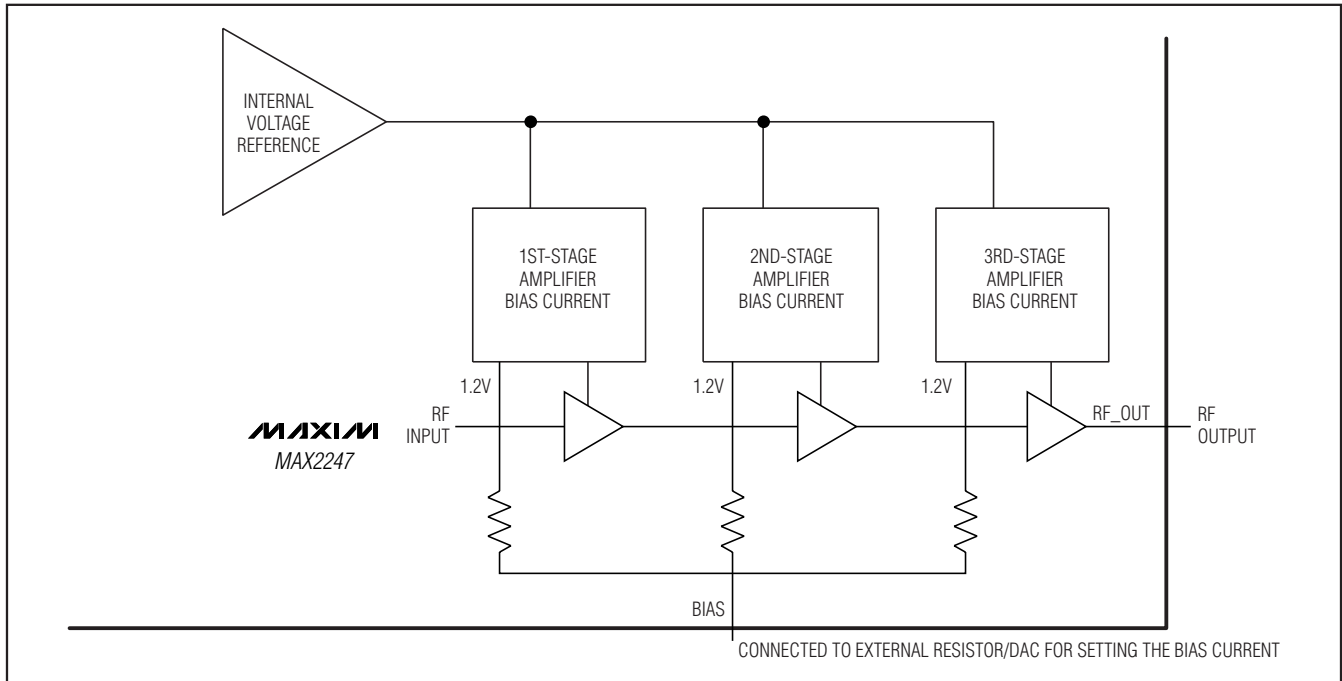 INTERNAL
VOLTAGE
REFERENCE
1ST-STAGE
AMPLIFIER
BIAS CURRENT
2ND-STAGE
AMPLIFIER
BIAS CURRENT
3RD-STAGE
AMPLIFIER
BIAS CURRENT
1.2V
1.2V
1.2V
RF
INPUT
RF_OUT
RF
OUTPUT
MAXIM
MAX2247
BIAS
CONNECTED TO EXTERNAL RESISTOR/DAC FOR SETTING THE BIAS CURRENT